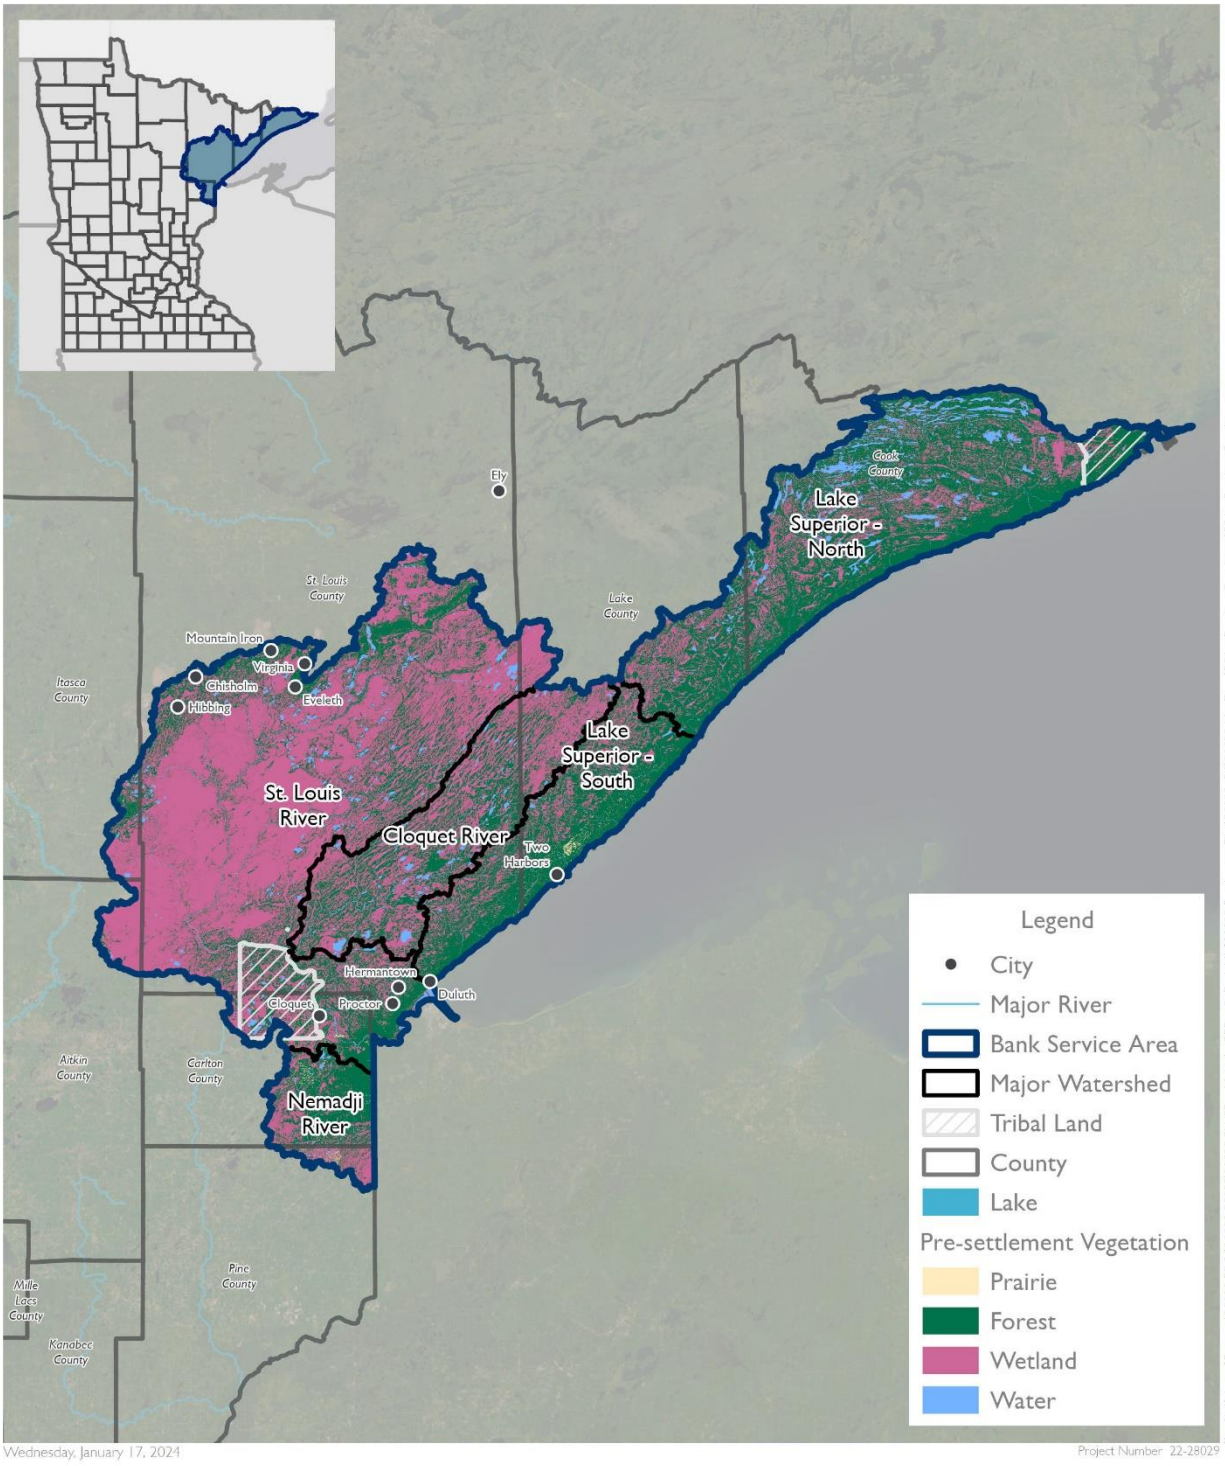 Ely
Cook
County
Lake
Superior -
North
St. Louis
County
Lake
County
Mountain Iron
Virginia
Chisholm
Eveleth
Hibbing
Itasca
County
Lake
Superior -
South
St. Louis
River
Cloquet River
Two
Harbors
Hermantown
Duluth
Proctor
Cloquet
Aitkin
County
Carlton
County
Nemadji
River
Pine
County
Mille
Lacs
County
Kanabec
County
Legend
City
Major River
Bank Service Area
Major Watershed
Tribal Land
County
Lake
Pre-settlement Vegetation
Prairie
Forest
Wetland
Water
Wednesday, January 17, 2024
Project Number 22-28029